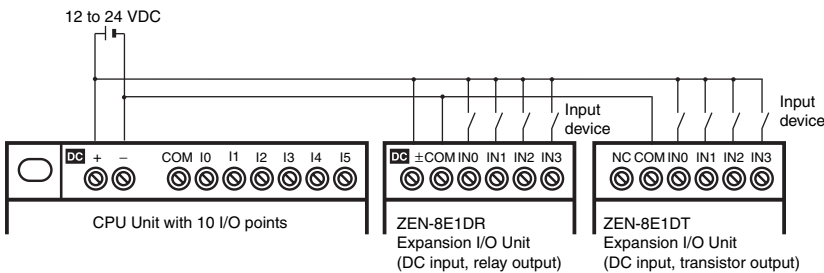 12 to 24 VDC
Input device
Input device
DC + − COM I0 I1 I2 I3 I4 I5
DC ± COM IN0 IN1 IN2 IN3
NC COM IN0 IN1 IN2 IN3
CPU Unit with 10 I/O points
ZEN-8E1DR
Expansion I/O Unit
(DC input, relay output)
ZEN-8E1DT
Expansion I/O Unit
(DC input, transistor output)